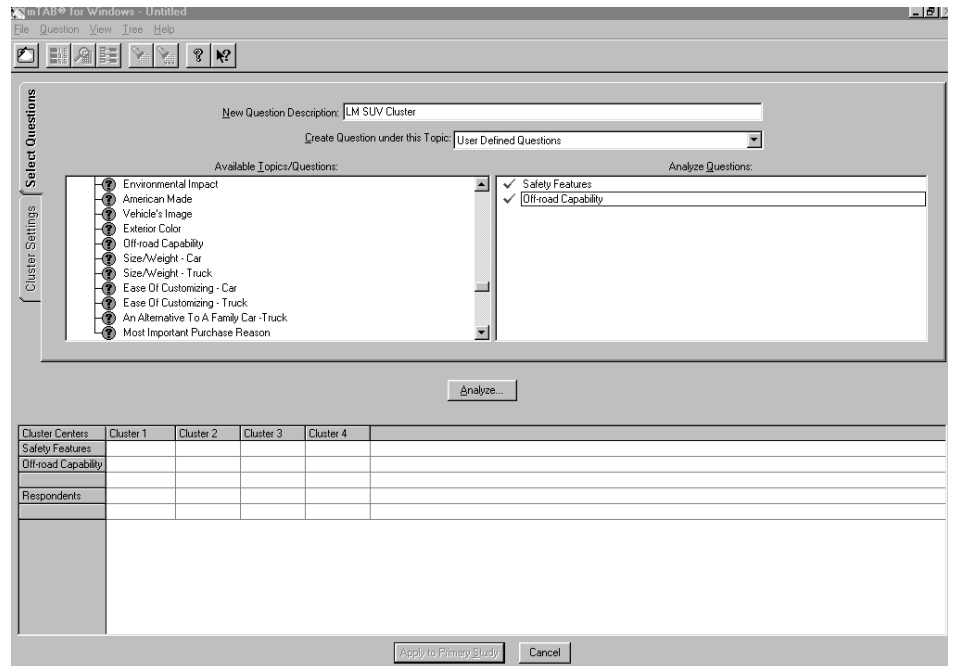 mTAB® for Windows - Untitled
File Question View Tree Help
Select Questions
Cluster Settings
New Question Description: LM SUV Cluster
Create Question under this Topic: User Defined Questions
Available Topics/Questions:
Environmental Impact
American Made
Vehicle's Image
Exterior Color
Off-road Capability
Size/Weight - Car
Size/Weight - Truck
Ease Of Customizing - Car
Ease Of Customizing - Truck
An Alternative To A Family Car -Truck
Most Important Purchase Reason
Analyze Questions:
Safety Features
Off-road Capability
Analyze...
Cluster Centers Cluster 1 Cluster 2 Cluster 3 Cluster 4
Safety Features
Off-road Capability
Respondents
Apply to Primary Study Cancel